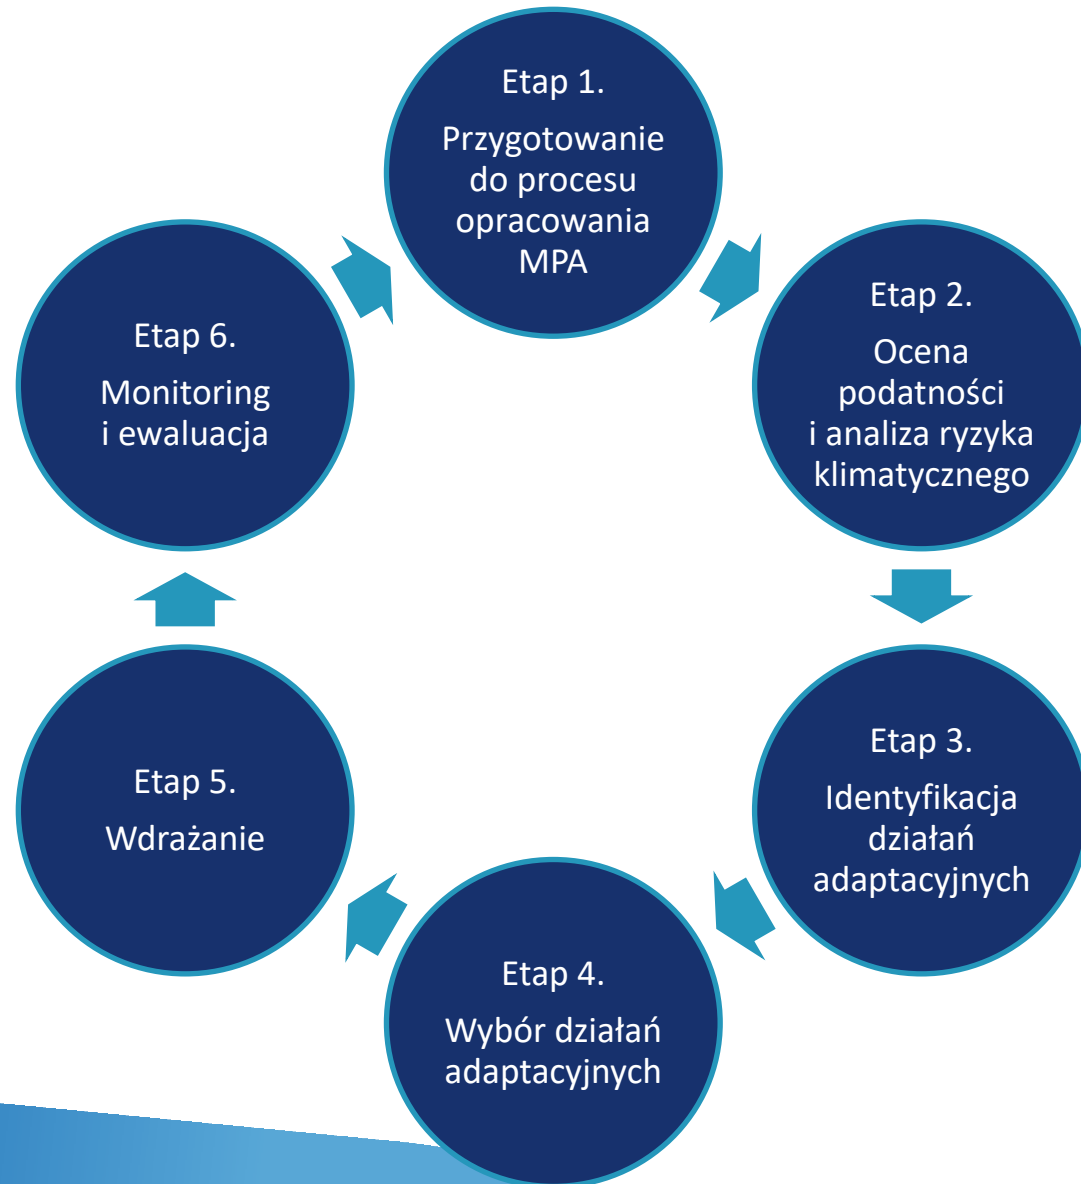 Etap 1.
Przygotowanie
do procesu
opracowania
MPA
Etap 2.
Ocena
podatności
i analiza ryzyka
klimatycznego
Etap 3.
Identyfikacja
działań
adaptacyjnych
Etap 4.
Wybór działań
adaptacyjnych
Etap 5.
Wdrażanie
Etap 6.
Monitoring
i ewaluacja